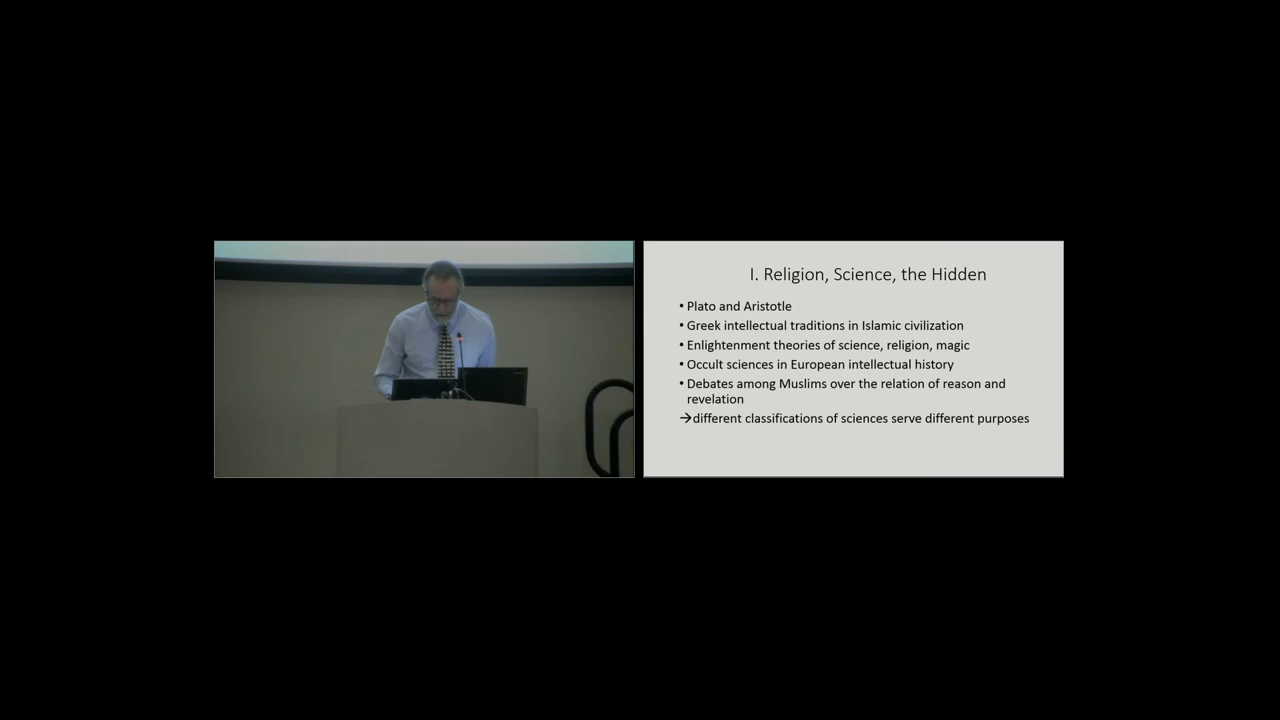 I. Religion, Science, the Hidden
• Plato and Aristotle
• Greek intellectual traditions in Islamic civilization
• Enlightenment theories of science, religion, magic
• Occult sciences in European intellectual history
• Debates among Muslims over the relation of reason and
revelation
→different classifications of sciences serve different purposes